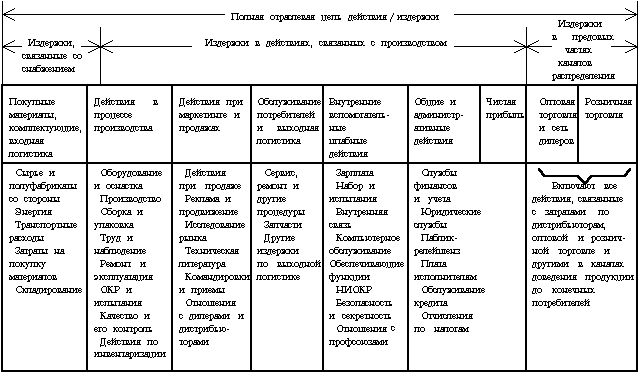 Полная отраслевая цепь действия / издержки
Издержки,
связанные со
снабжением
Издержки в действиях, связанных с производством
Издержки
в предовых
частях
каналов
распределения
Покупные
материалы,
комплектующие,
входная
логистика
Действия в
процессе
производства
Действия при
маркетинге и
продажах
Обслуживание
потребителей
и выходная
логистика
Внутренние
вспомогатель-
ные
штабные
действия
Общие и
администр-
ативные
действия
Чистая
прибыль
Оптовая
торговля
и сеть
дилеров
Розничная
торговля
Сырье и
полуфабрикаты
со стороны
Энергия
Транспортные
расходы
Затраты на
покупку
материалов
Складирование
Оборудование
и оснастка
Производство
Сборка и
упаковка
Труд и
наблюдение
Ремонт и
эксплуатация
ОКР и
испытания
Качество и
его контроль
Действия по
инвентаризации
Действия
при продаже
Реклама и
продвижение
Исследование
рынка
Техническая
литература
Командировки
и приемы
Отношения
с дилерами и
дистрибью-
торами
Сервис,
ремонт и
другие
процедуры
Запчасти
Другие
издержки
по выходной
логистике
Зарплата
Набор и
испытания
Внутренняя
связь
Компьютерное
обслуживание
Обеспечивающие
функции
НИОКР
Безопасность
и секретность
Отношения с
профсоюзами
Службы
финансов
и учета
Юридические
службы
Паблик-
релейшенз
Плата
исполнителям
Обслуживание
кредита
Отчисления
по налогам
Включают все
действия, связанные
с затратами по
дистрибьюторам,
оптовой и рознич-
ной торговле и
другими в каналах
доведения продукции
до конечных
потребителей